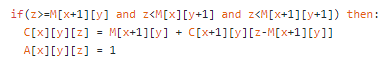 if(z>=M[x+1][y] and z<M[x][y+1] and z<M[x+1][y+1]) then:
C[x][y][z] = M[x+1][y] + C[x+1][y][z-M[x+1][y]]
A[x][y][z] = 1